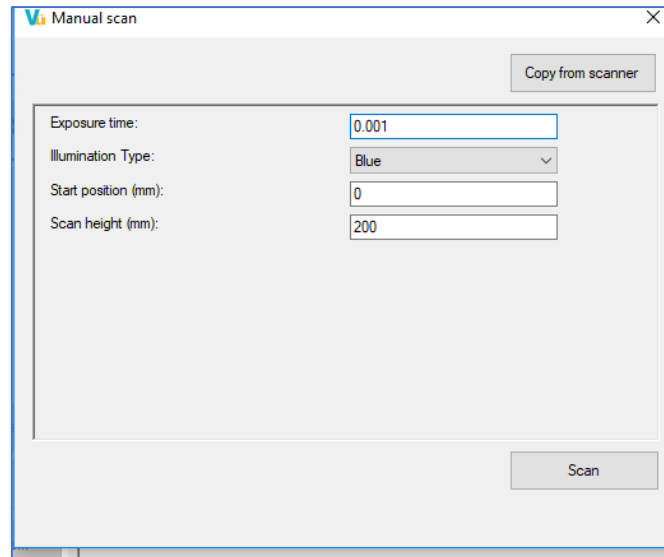 Manual scan
Copy from scanner
Exposure time: 0.001
Illumination Type: Blue
Start position (mm): 0
Scan height (mm): 200
Scan